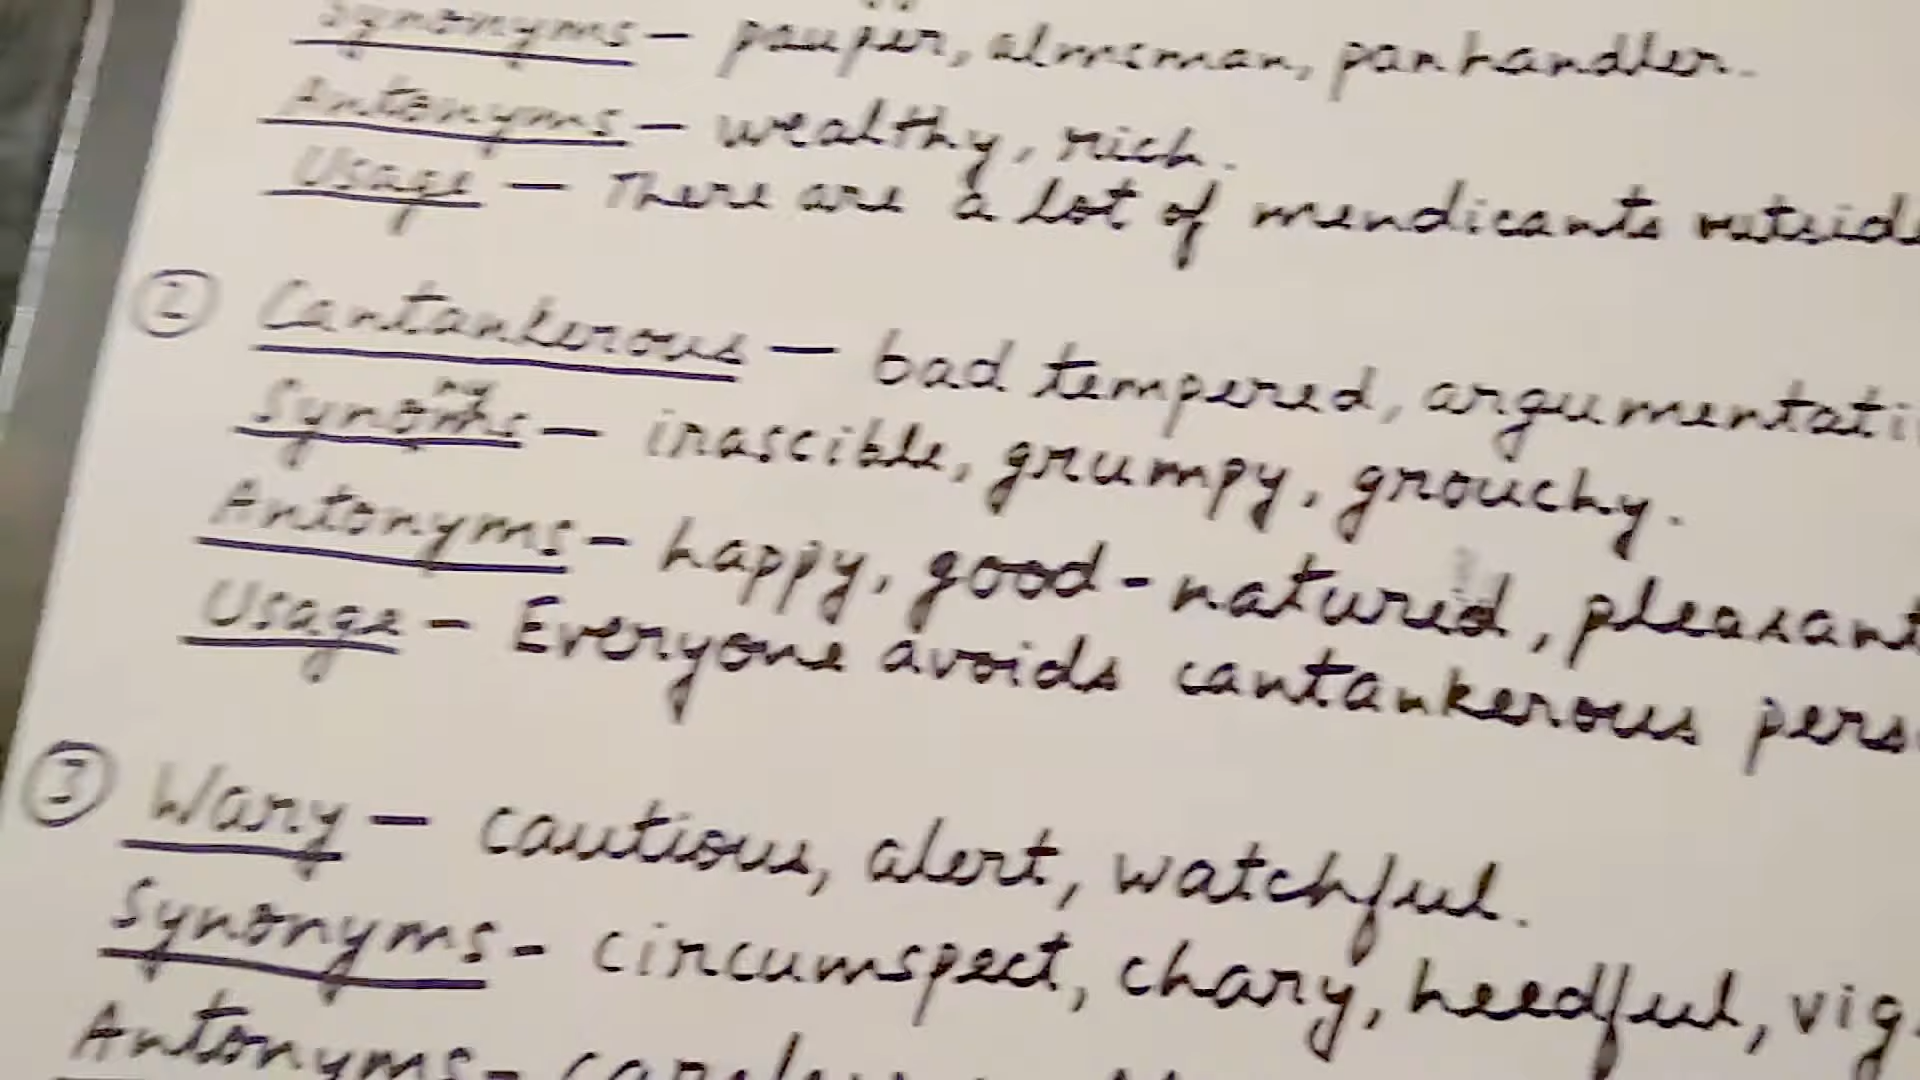 Synonyms - pauper, almsman, panhandler.
Antonyms - wealthy, rich.
Usage - There are a lot of mendicants outside
② Cantankerous - bad tempered, argumentati
Synonyms - irascible, grumpy, grouchy.
Antonyms - happy, good-natured, pleasant
Usage - Everyone avoids cantankerous pers
③ Wary - cautious, alert, watchful.
Synonyms - circumspect, chary, heedful, vig
Antonyms -